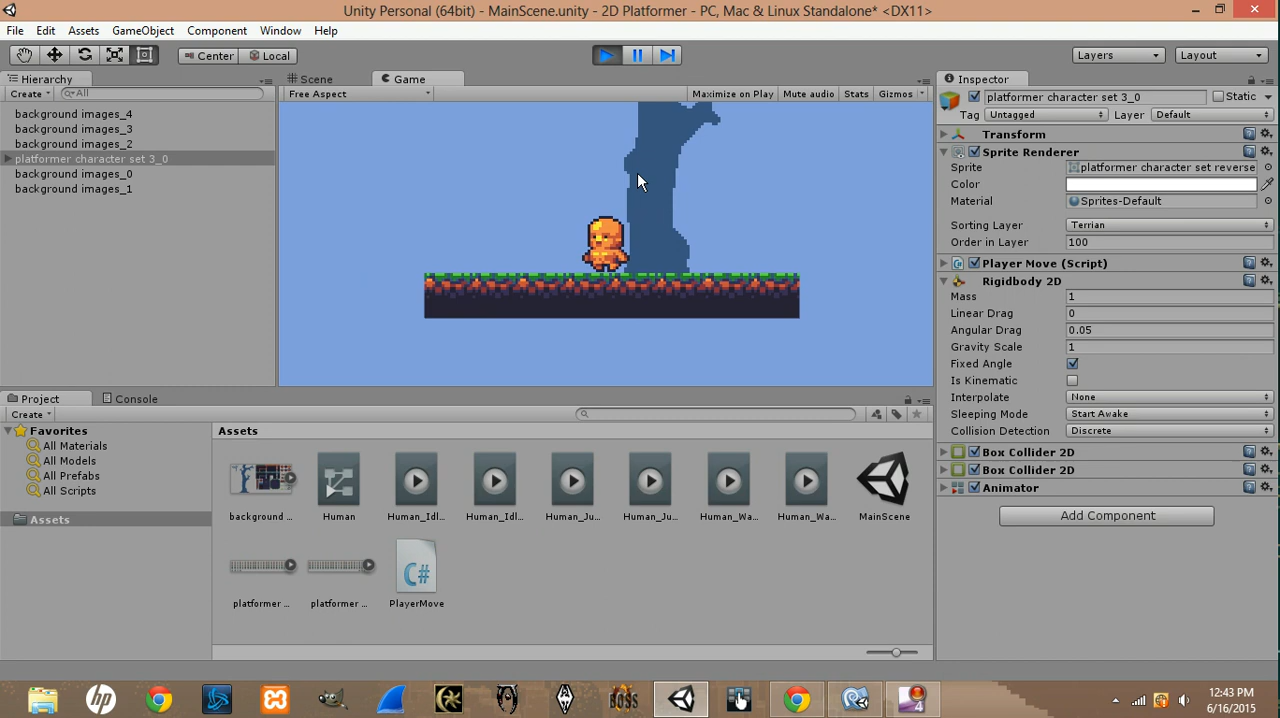 Unity Personal (64bit) - MainScene.unity - 2D Platformer - PC, Mac & Linux Standalone* <DX11>
File Edit Assets GameObject Component Window Help
Center Local Layers Layout
Hierarchy Scene Game Inspector
Create All Free Aspect Maximize on Play Mute audio Stats Gizmos platformer character set 3_0 Static
Tag Untagged Layer Default
background images_4
background images_3
background images_2
platformer character set 3_0
background images_0
background images_1
Transform
Sprite Renderer
Sprite platformer character set reverse
Color
Material Sprites-Default
Sorting Layer Terrian
Order in Layer 100
Player Move (Script)
Rigidbody 2D
Mass 1
Linear Drag 0
Angular Drag 0.05
Gravity Scale 1
Fixed Angle
Is Kinematic
Interpolate None
Sleeping Mode Start Awake
Collision Detection Discrete
Box Collider 2D
Box Collider 2D
Animator
Add Component
Project Console
Create
Favorites
All Materials
All Models
All Prefabs
All Scripts
Assets
Assets
background ... Human Human_Idl... Human_Idl... Human_Ju... Human_Ju... Human_Wa... Human_Wa... MainScene
C#
platformer ... platformer ... PlayerMove
hp BOSS 4
12:43 PM
6/16/2015